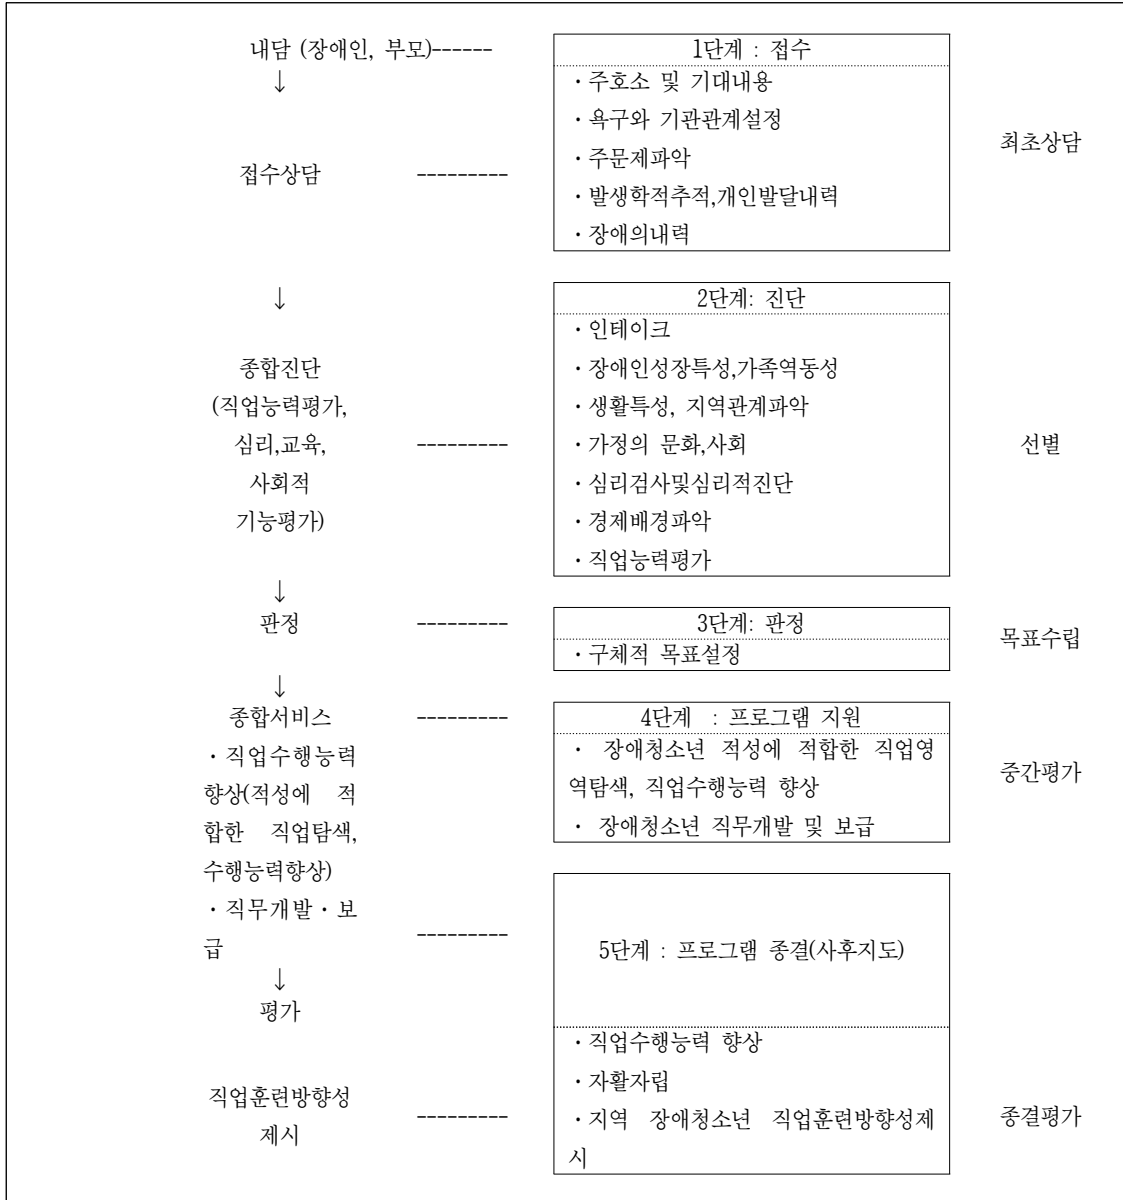 내담 (장애인, 부모)------
↓
접수상담 ---------
1단계 : 접수
·주호소 및 기대내용
·욕구와 기관관계설정
·주문제파악
·발생학적추적,개인발달내력
·장애의내력
최초상담
↓
종합진단
(직업능력평가,
심리,교육, ---------
사회적
기능평가)
2단계: 진단
·인테이크
·장애인성장특성,가족역동성
·생활특성, 지역관계파악
·가정의 문화,사회
·심리검사및심리적진단
·경제배경파악
·직업능력평가
선별
↓
판정 ---------
3단계: 판정
·구체적 목표설정
목표수립
↓
종합서비스 ---------
·직업수행능력
향상(적성에 적
합한 직업탐색,
수행능력향상)
·직무개발·보
급 ---------
4단계 : 프로그램 지원
· 장애청소년 적성에 적합한 직업영
역탐색, 직업수행능력 향상
· 장애청소년 직무개발 및 보급
중간평가
↓
평가
5단계 : 프로그램 종결(사후지도)
직업훈련방향성
제시 ---------
·직업수행능력 향상
·자활자립
·지역 장애청소년 직업훈련방향성제
시
종결평가